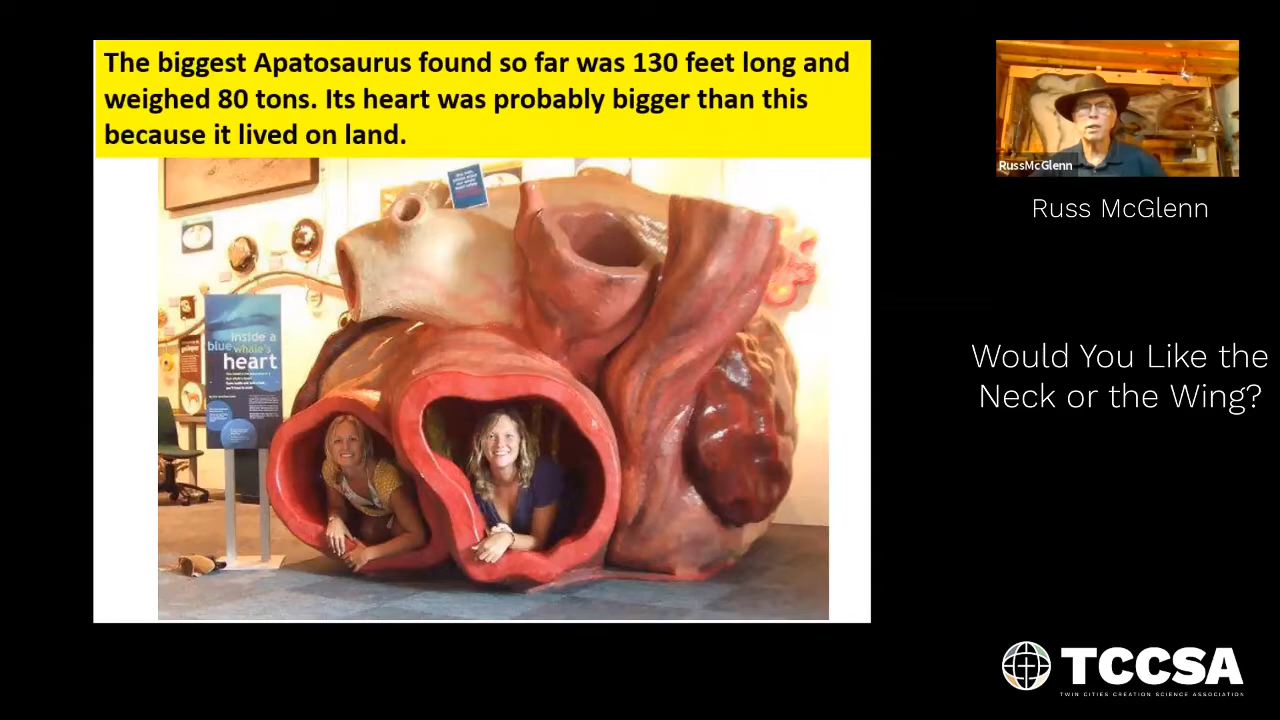 The biggest Apatosaurus found so far was 130 feet long and
weighed 80 tons. Its heart was probably bigger than this
because it lived on land.
inside a
blue whale's
heart
RussMcGlenn
Russ McGlenn
Would You Like the
Neck or the Wing?
TCCSA
TWIN CITIES CREATION SCIENCE ASSOCIATION